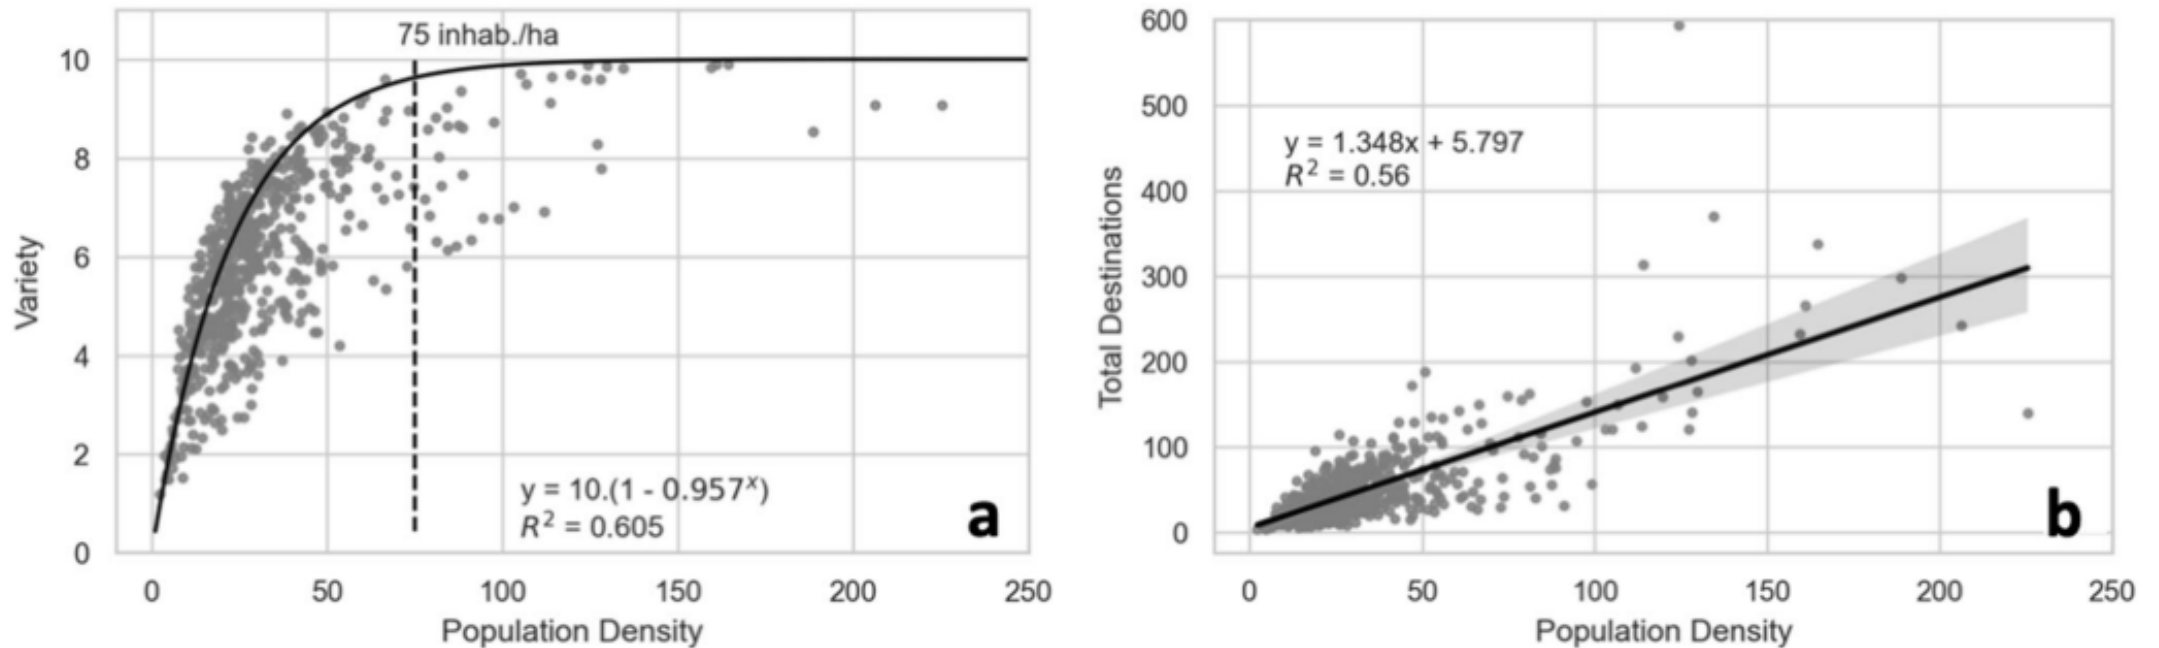 75 inhab./ha
10
8
6
4
2
0
Variety
y = 10.(1 - 0.957^x)
R² = 0.605
a
0 50 100 150 200 250
Population Density
600
500
400
300
200
100
0
Total Destinations
y = 1.348x + 5.797
R² = 0.56
b
0 50 100 150 200 250
Population Density